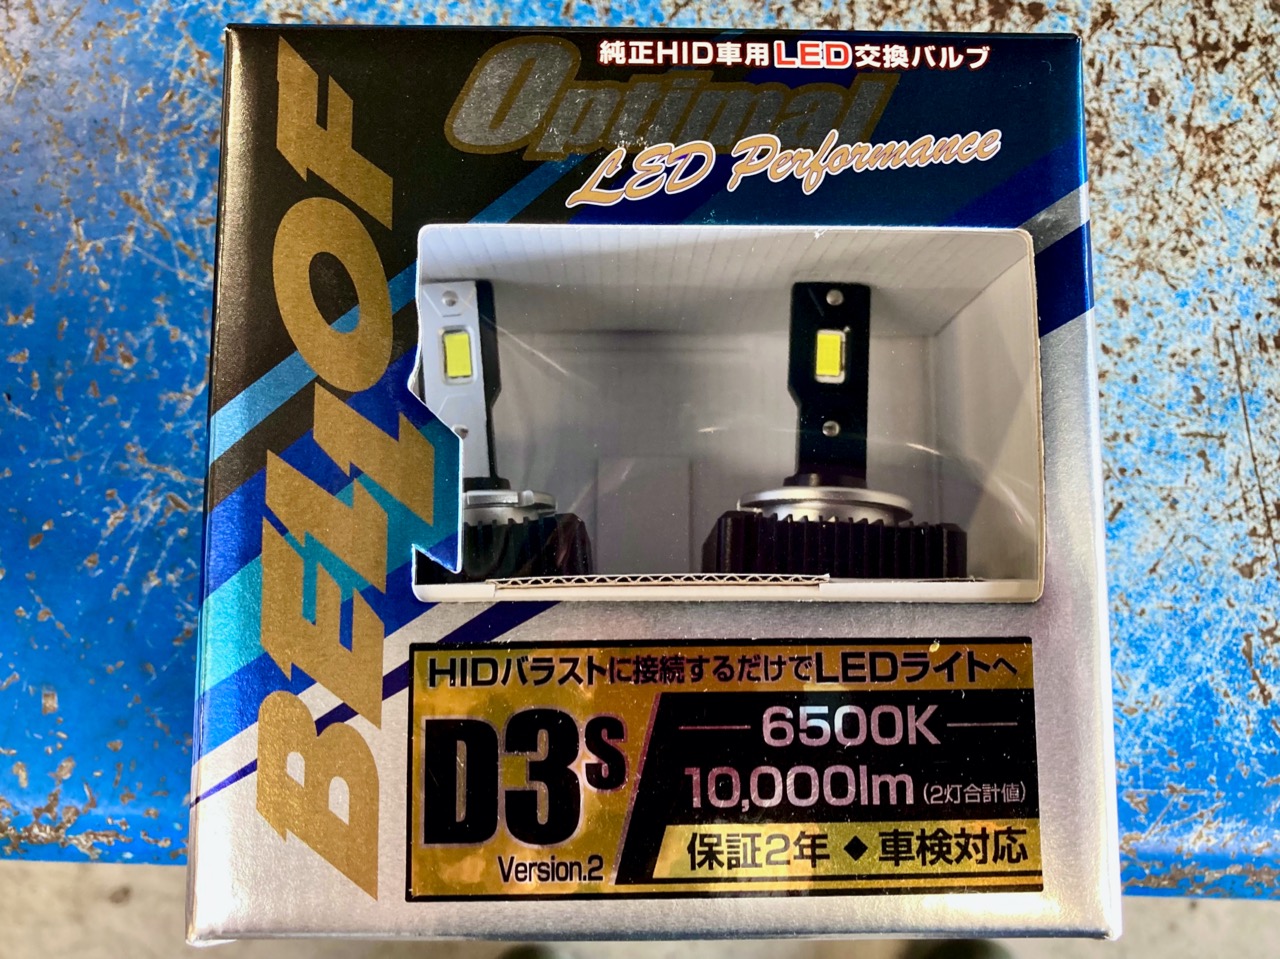 純正HID車用LED交換バルブ
Optimal
LED Performance
BELLOF
HIDバラストに接続するだけでLEDライトへ
D3S
Version.2
6500K
10,000lm (2灯合計値)
保証2年◆車検対応